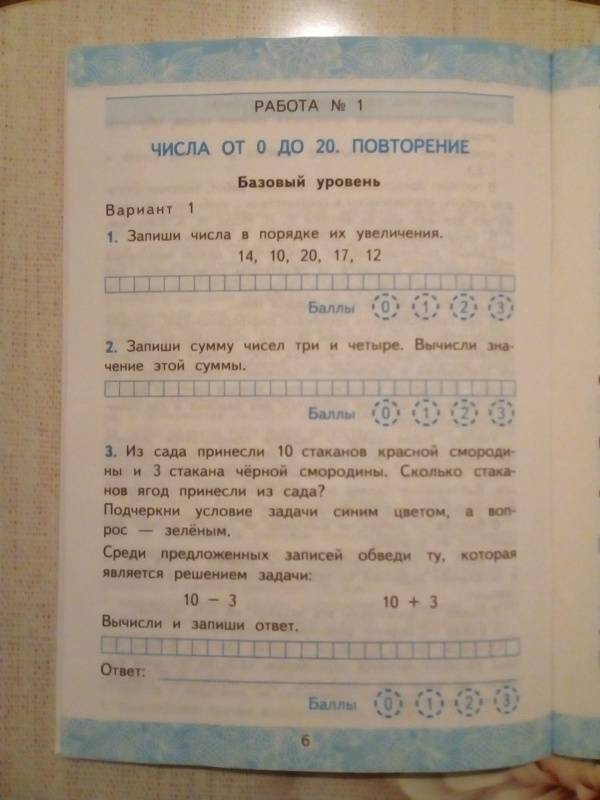 РАБОТА № 1
ЧИСЛА ОТ 0 ДО 20. ПОВТОРЕНИЕ
Базовый уровень
Вариант 1
1. Запиши числа в порядке их увеличения.
14, 10, 20, 17, 12
Баллы 0 1 2 3
2. Запиши сумму чисел три и четыре. Вычисли зна-
чение этой суммы.
Баллы 0 1 2 3
3. Из сада принесли 10 стаканов красной смороди-
ны и 3 стакана чёрной смородины. Сколько стака-
нов ягод принесли из сада?
Подчеркни условие задачи синим цветом, а воп-
рос — зелёным.
Среди предложенных записей обведи ту, которая
является решением задачи:
10 − 3 10 + 3
Вычисли и запиши ответ.
Ответ:
Баллы 0 1 2 3
6